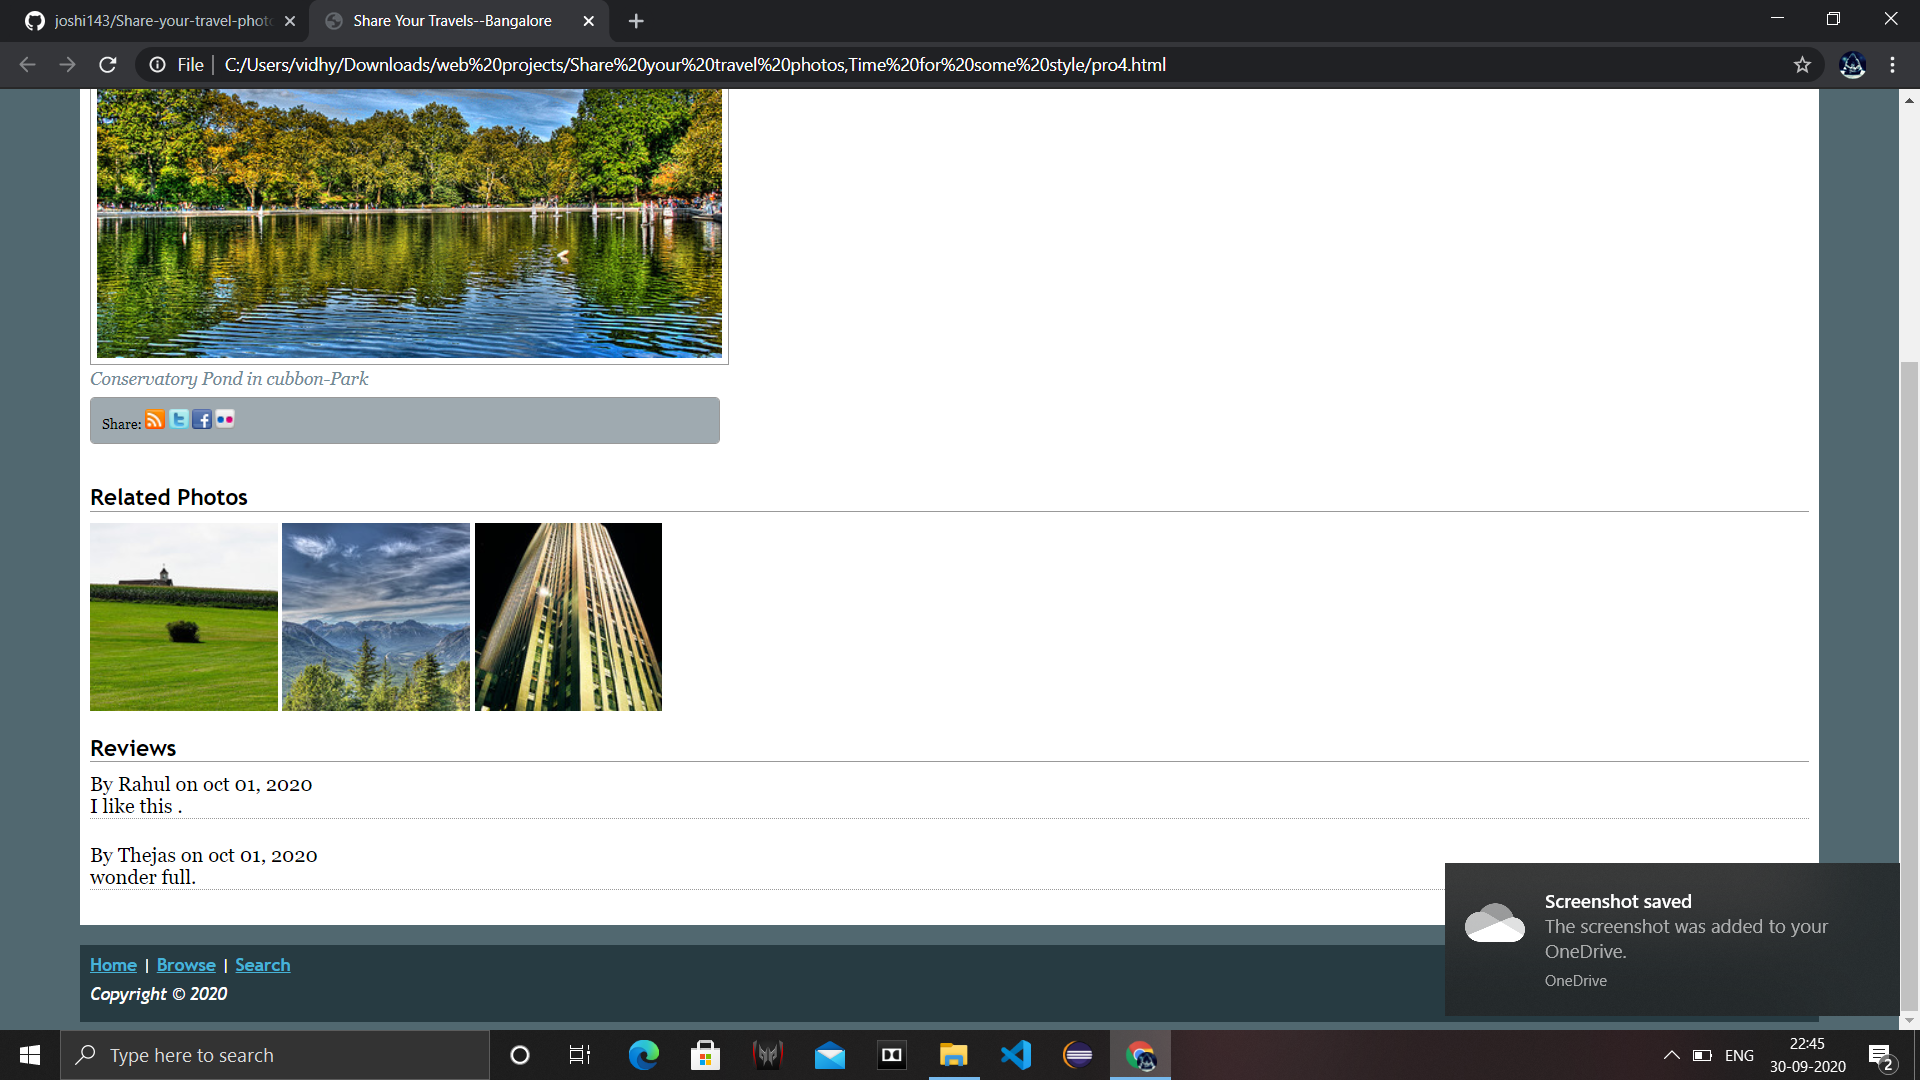 joshi143/Share-your-travel-phot
Share Your Travels--Bangalore
File
C:/Users/vidhy/Downloads/web%20projects/Share%20your%20travel%20photos,Time%20for%20some%20style/pro4.html
Conservatory Pond in cubbon-Park
Share:
Related Photos
Reviews
By Rahul on oct 01, 2020
I like this .
By Thejas on oct 01, 2020
wonder full.
Screenshot saved
The screenshot was added to your
OneDrive.
OneDrive
Home | Browse | Search
Copyright © 2020
Type here to search
ENG
22:45
30-09-2020
2